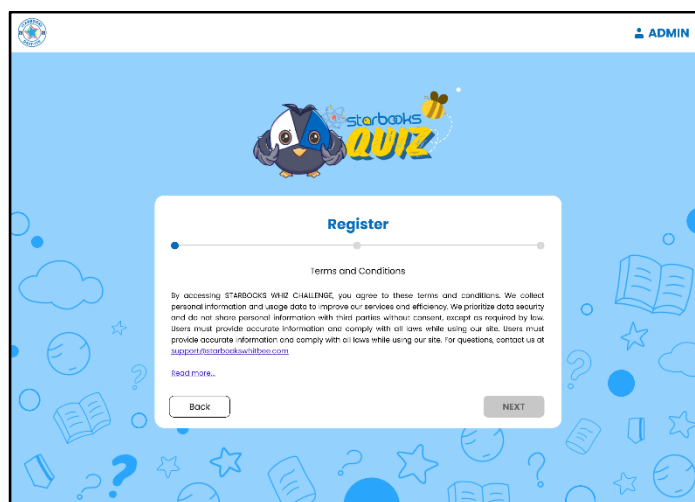 ADMIN
starbooks
QUIZ
Register
Terms and Conditions
By accessing STARBOOKS WHIZ CHALLENGE, you agree to these terms and conditions. We collect
personal information and usage data to improve our services and efficiency. We prioritize data security
and do not share personal information with third parties without consent, except as required by law.
Users must provide accurate information and comply with all laws while using our site. Users must
provide accurate information and comply with all laws while using our site. For questions, contact us at
support@starbookswhizbee.com
Read more...
Back
NEXT